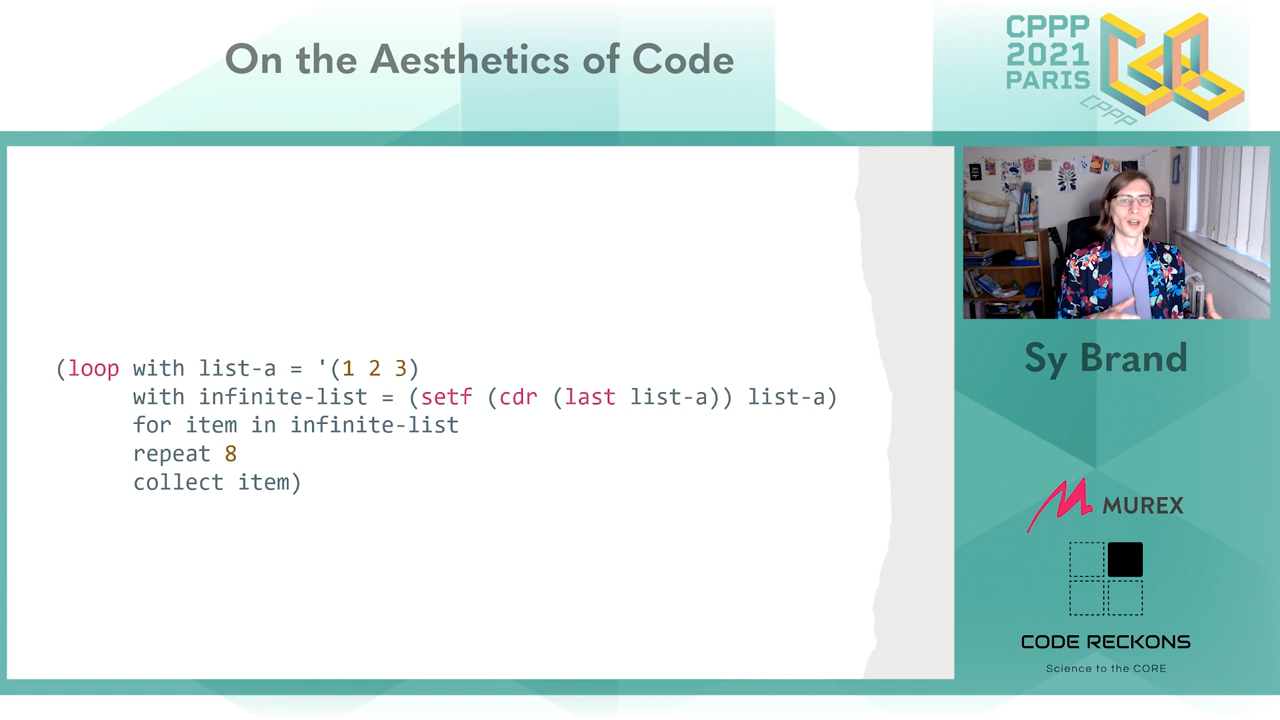 On the Aesthetics of Code
CPPP
2021
PARIS
CPPP
(loop with list-a = '(1 2 3)
with infinite-list = (setf (cdr (last list-a)) list-a)
for item in infinite-list
repeat 8
collect item)
Sy Brand
MUREX
CODE RECKONS
Science to the CORE